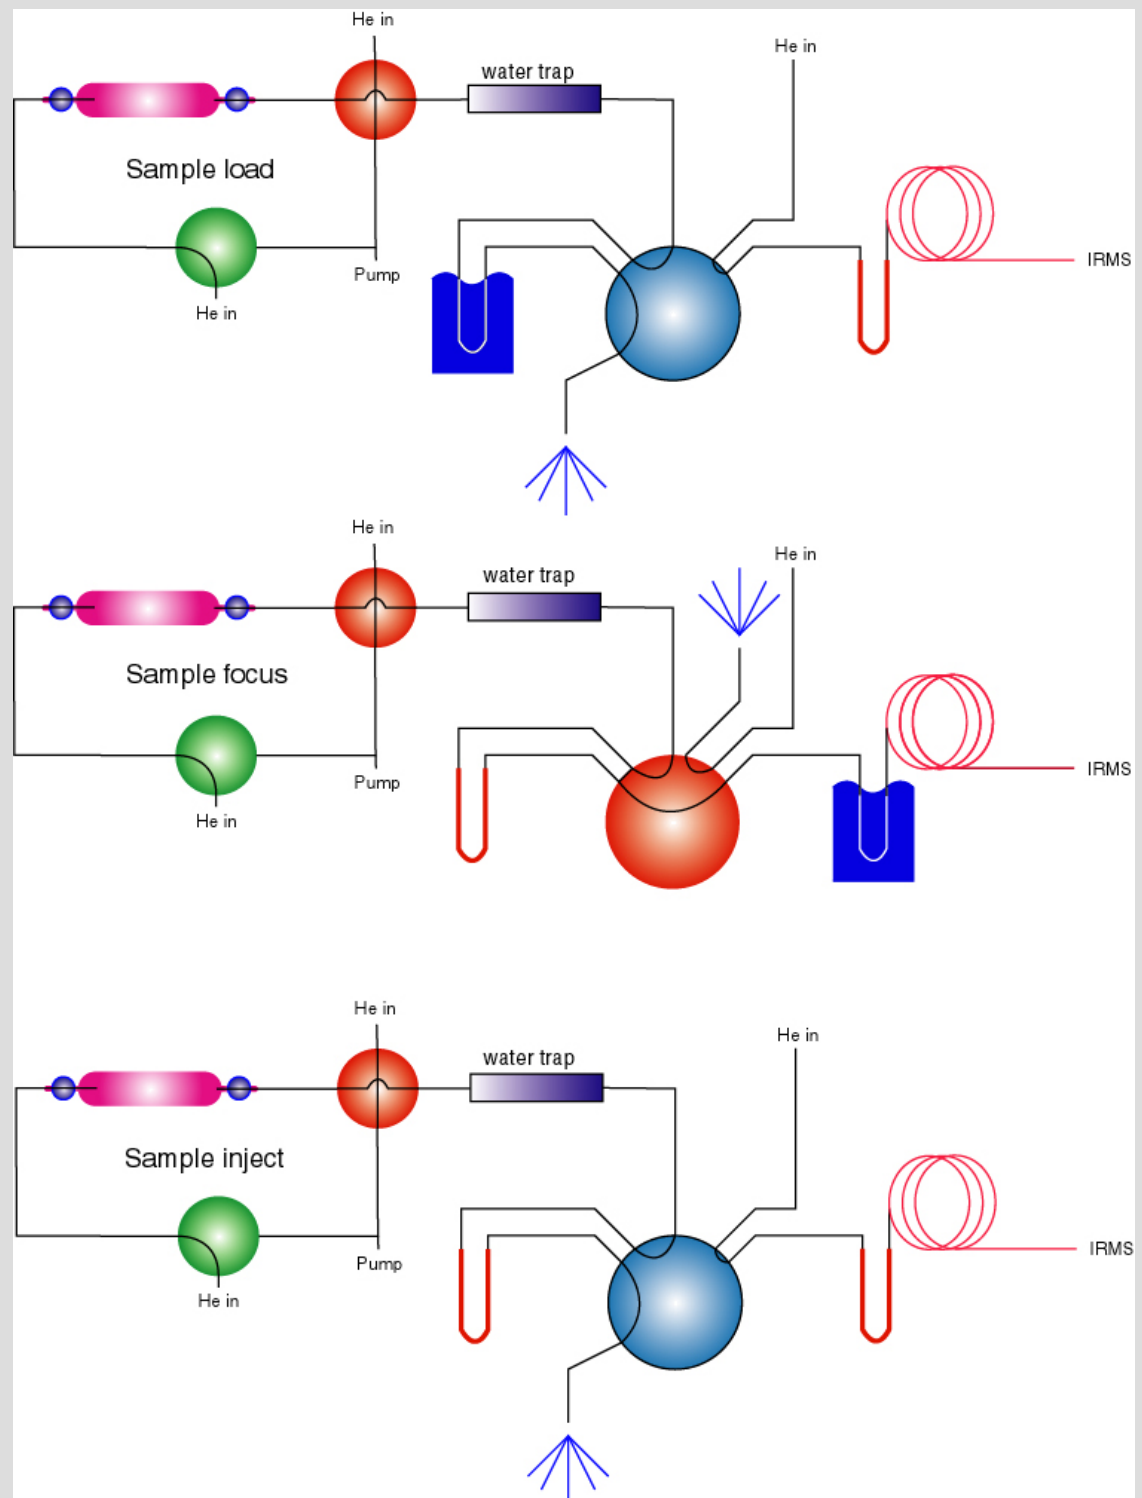 He in
He in
water trap
Sample load
IRMS
Pump
He in
He in
He in
water trap
Sample focus
IRMS
Pump
He in
He in
He in
water trap
Sample inject
IRMS
Pump
He in